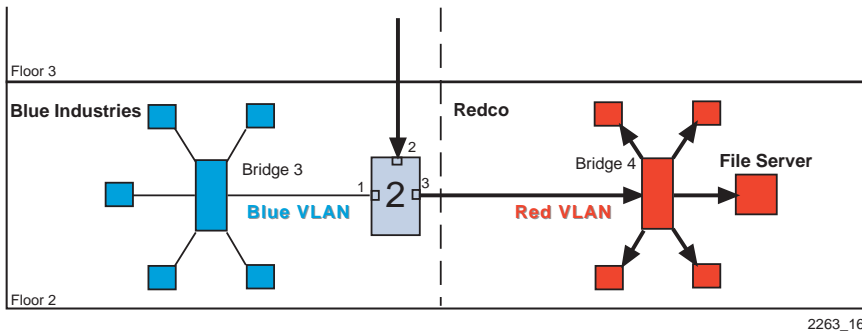 Floor 3
Blue Industries
Redco
2
Bridge 3
Bridge 4
File Server
1
2
3
Blue VLAN
Red VLAN
Floor 2
2263_16